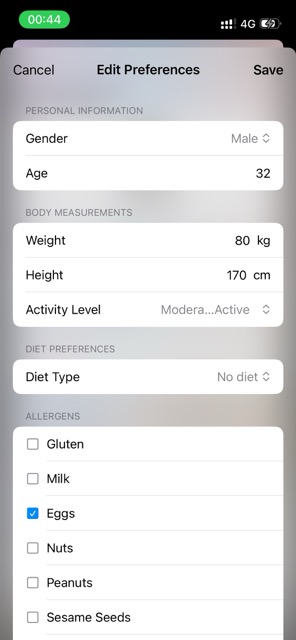 00:44
4G
Cancel Edit Preferences Save
PERSONAL INFORMATION
Gender Male
Age 32
BODY MEASUREMENTS
Weight 80 kg
Height 170 cm
Activity Level Modera...Active
DIET PREFERENCES
Diet Type No diet
ALLERGENS
Gluten
Milk
Eggs
Nuts
Peanuts
Sesame Seeds